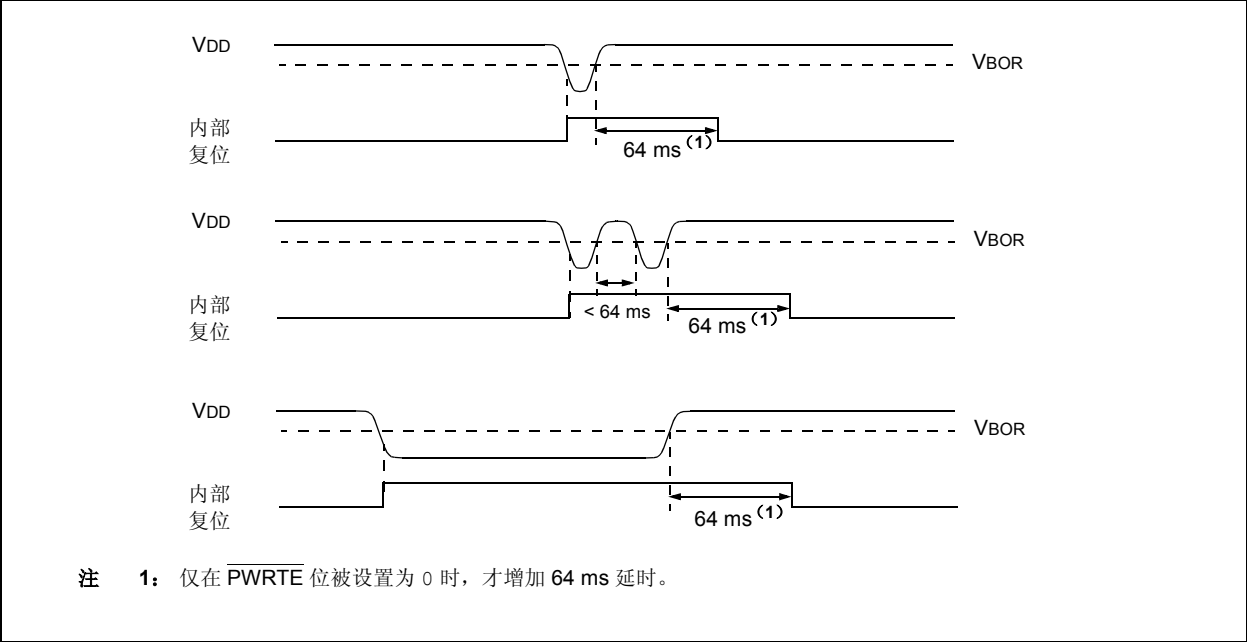 VDD
VBOR
内部
复位
64 ms（1）
VDD
VBOR
内部
复位
< 64 ms
64 ms（1）
VDD
VBOR
内部
复位
64 ms（1）
注 1： 仅在 PWRTE 位被设置为 0 时，才增加 64 ms 延时。